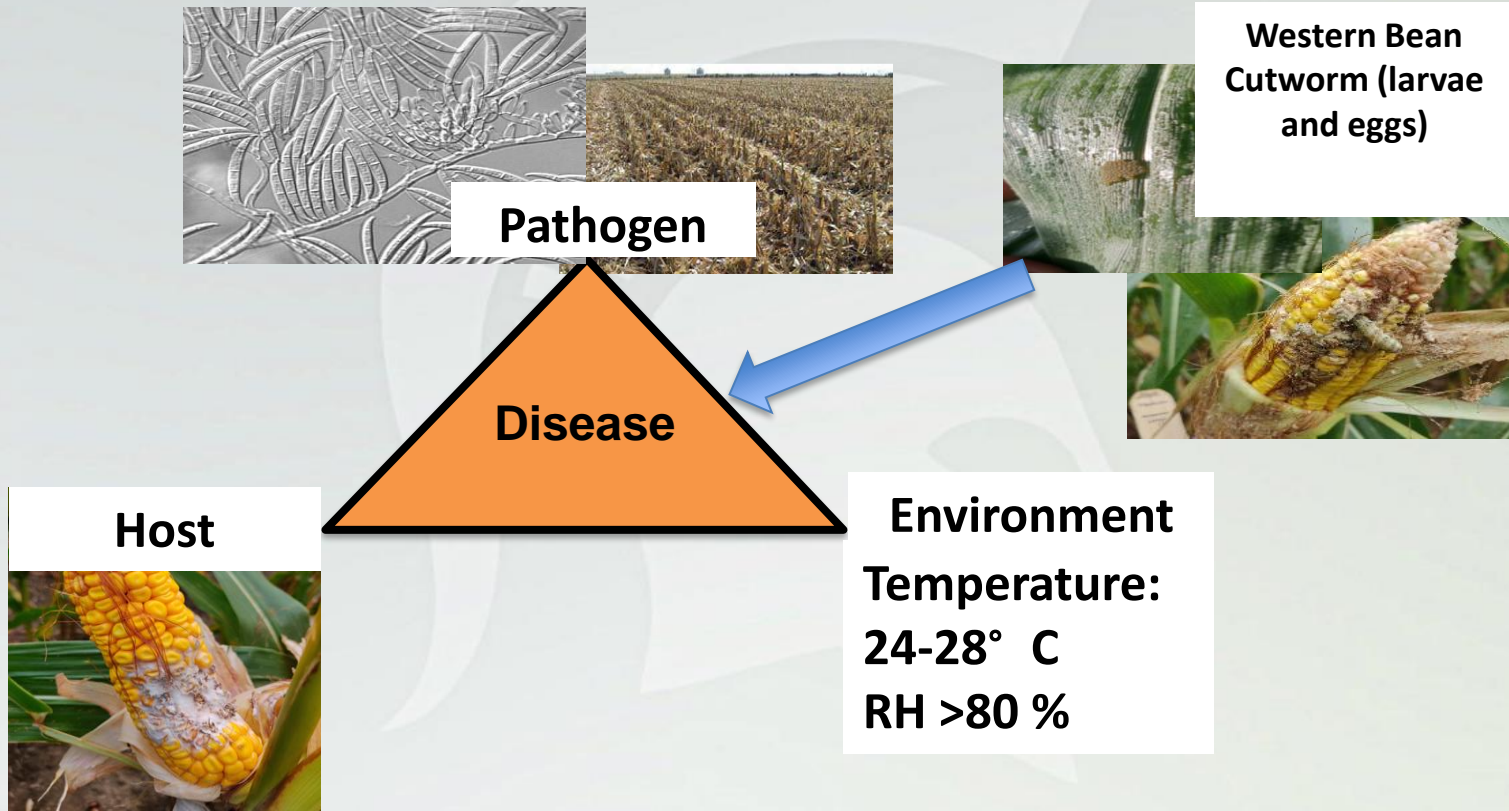 Western Bean
Cutworm (larvae
and eggs)
Pathogen
Disease
Host
Environment
Temperature:
24-28° C
RH >80 %